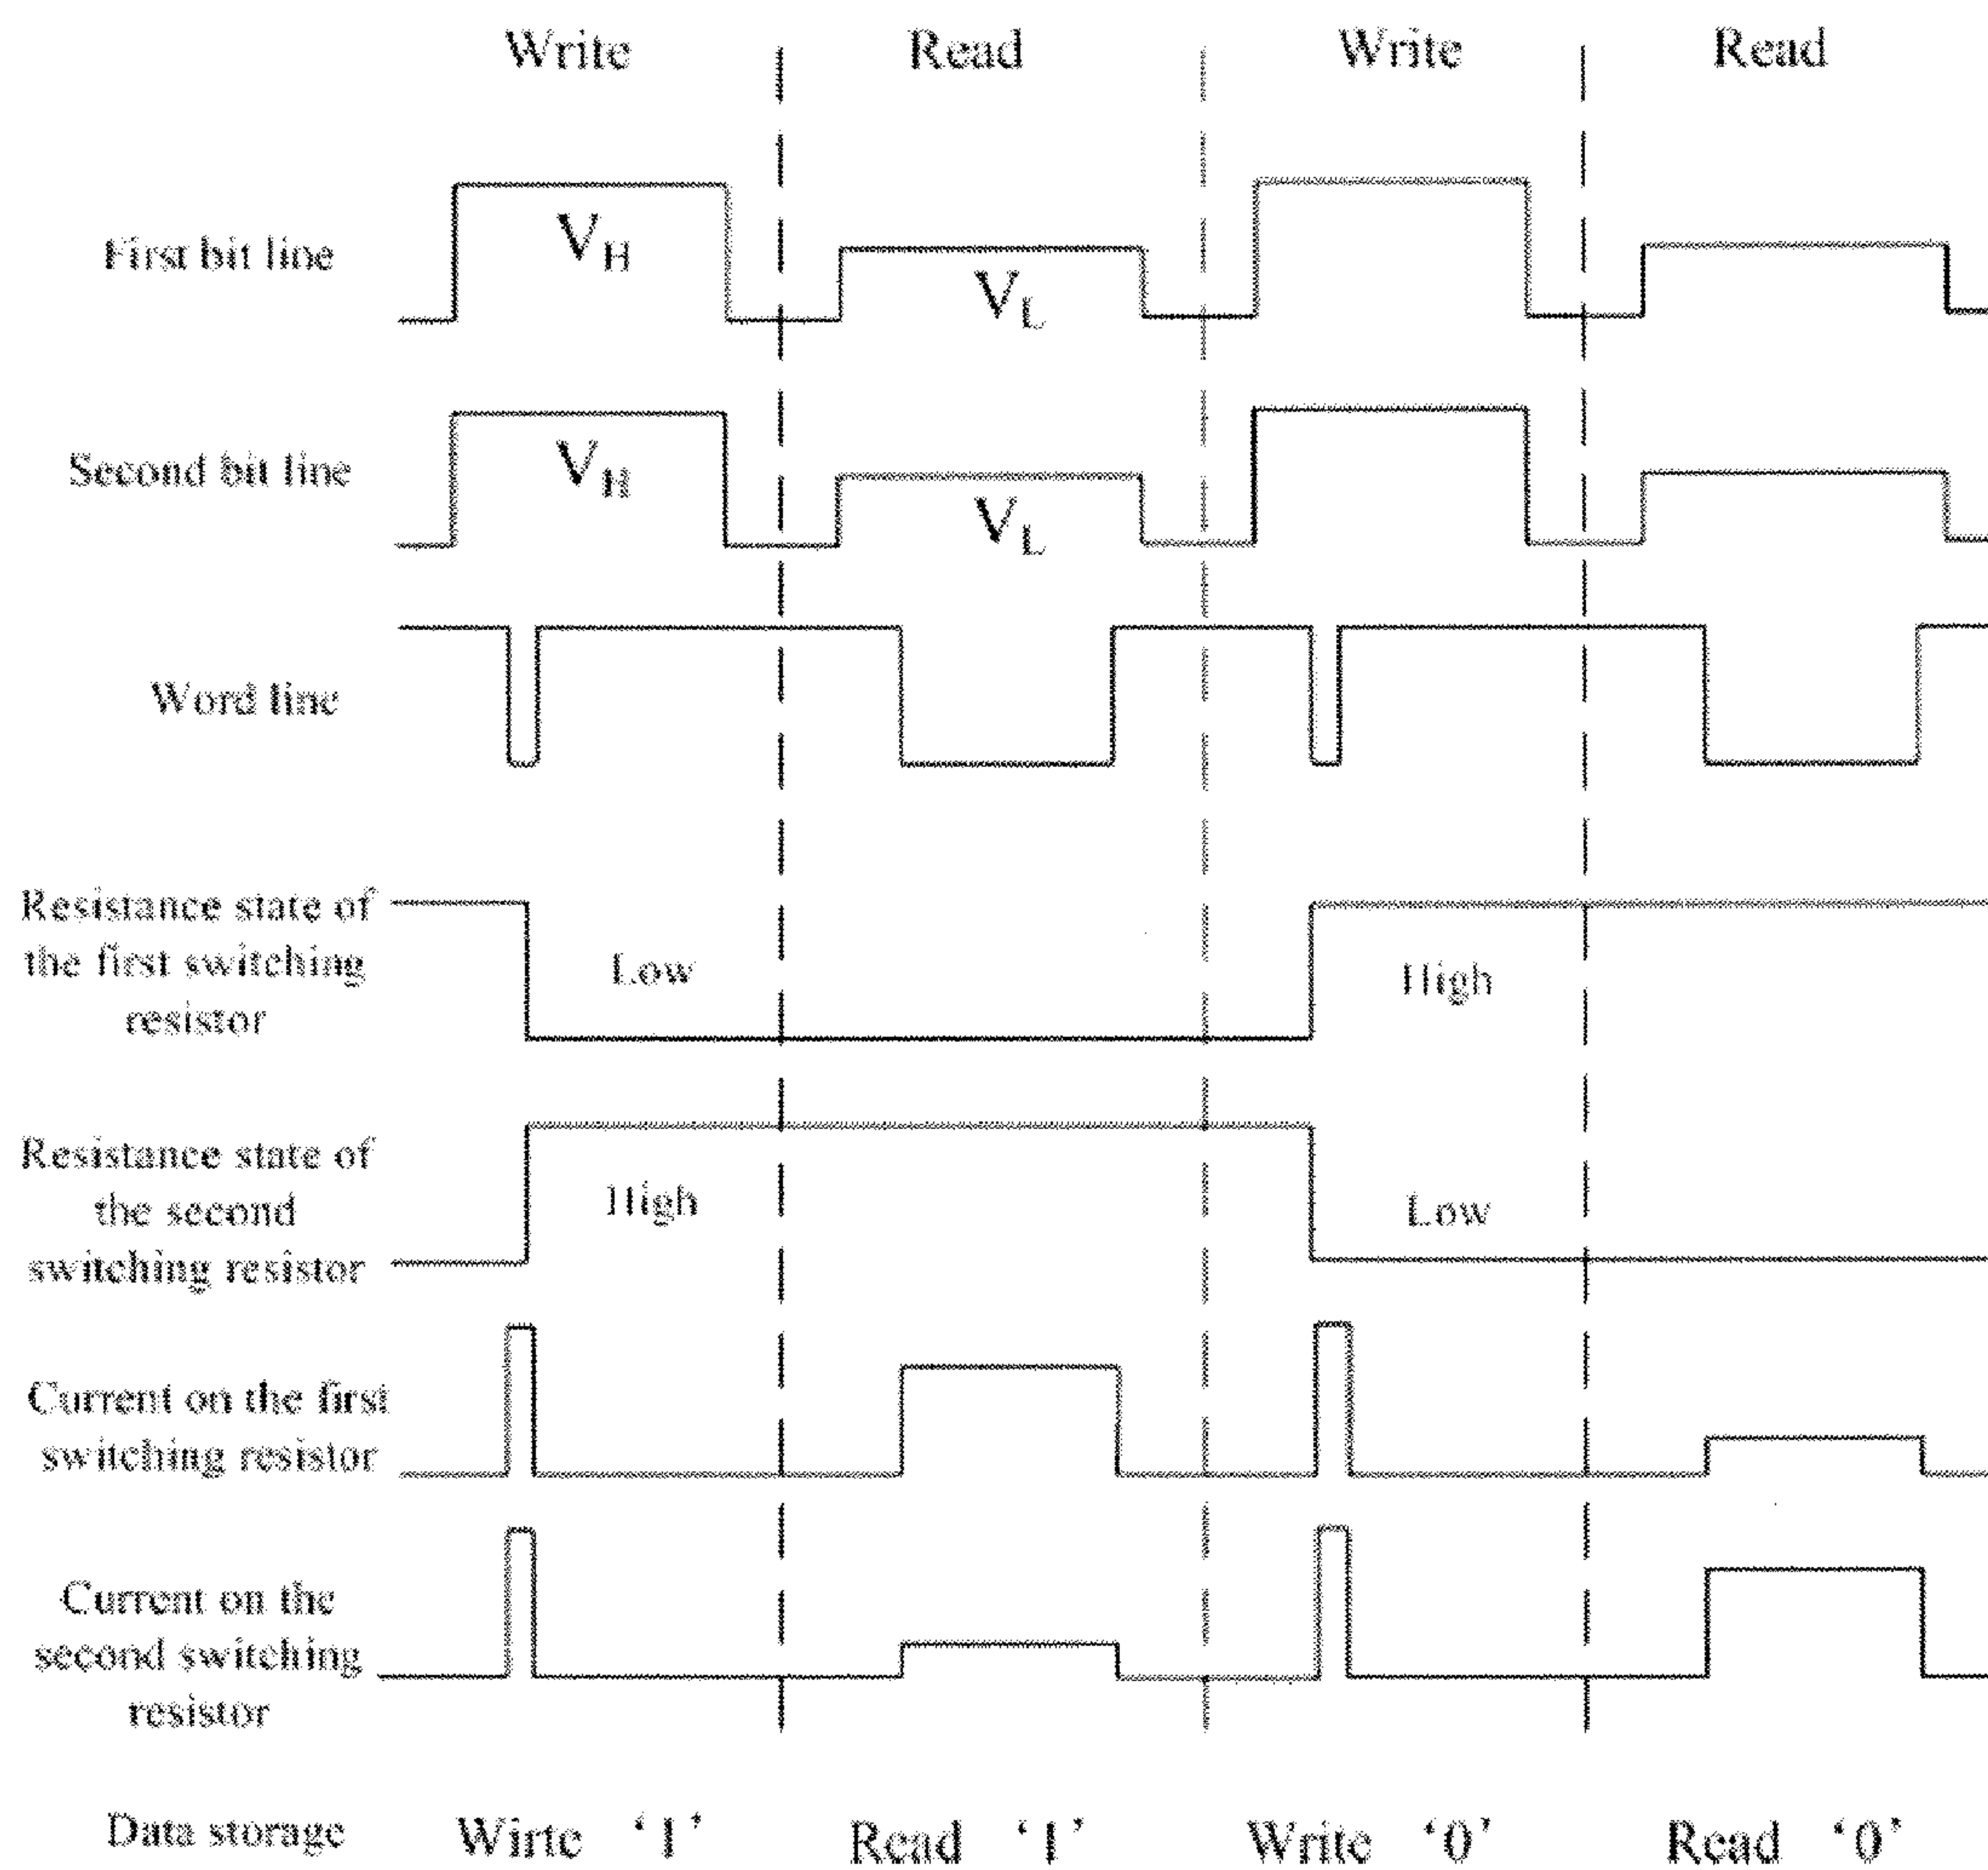 Write Read Write Read
First bit line
V_H
V_L
Second bit line
V_H
V_L
Word line
Resistance state of
the first switching
resistor
Low
High
Resistance state of
the second
switching resistor
High
Low
Current on the first
switching resistor
Current on the
second switching
resistor
Data storage Wirte ‘1’ Read ‘1’ Write ‘0’ Read ‘0’